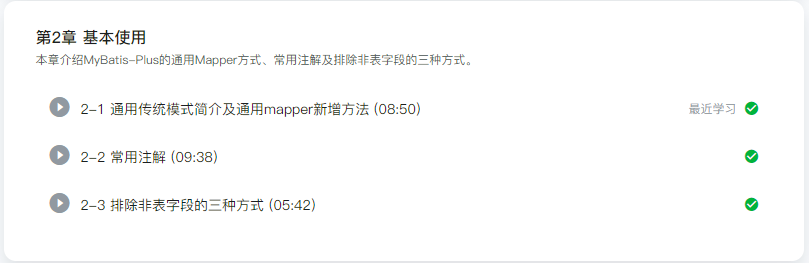 第2章 基本使用
本章介绍MyBatis-Plus的通用Mapper方式、常用注解及排除非表字段的三种方式。
2-1 通用传统模式简介及通用mapper新增方法 (08:50) 最近学习
2-2 常用注解 (09:38)
2-3 排除非表字段的三种方式 (05:42)